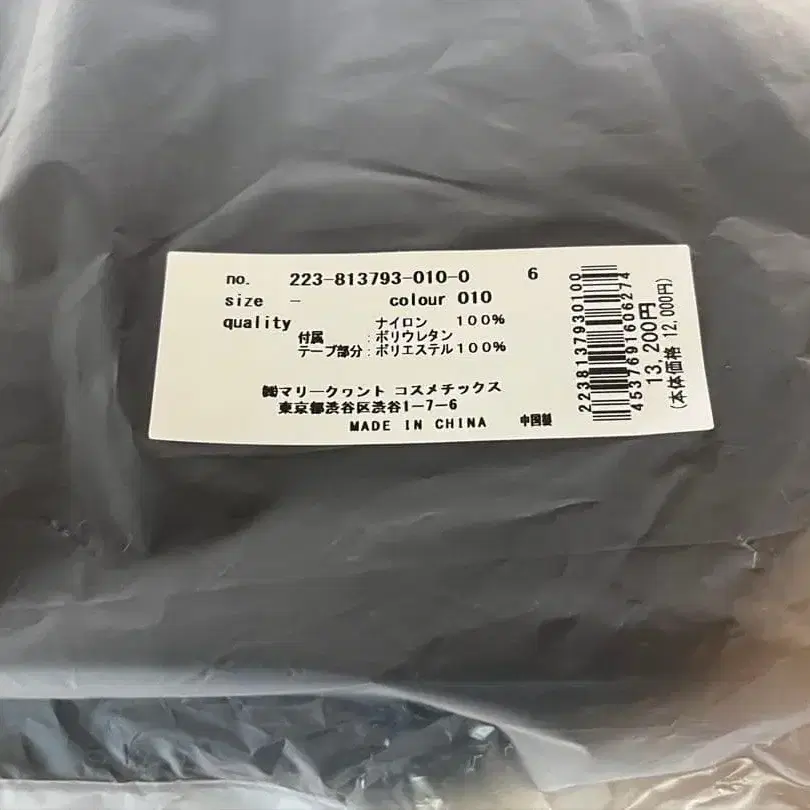 no. 223-813793-010-0 6
size - colour 010
quality ナイロン 100%
付属 : ポリウレタン
テープ部分 : ポリエステル100%
㈱マリークヮント コスメチックス
東京都渋谷区渋谷1-7-6
MADE IN CHINA 中国製
2238137930100
4537691606274
13,200円
(本体価格 12,000円)